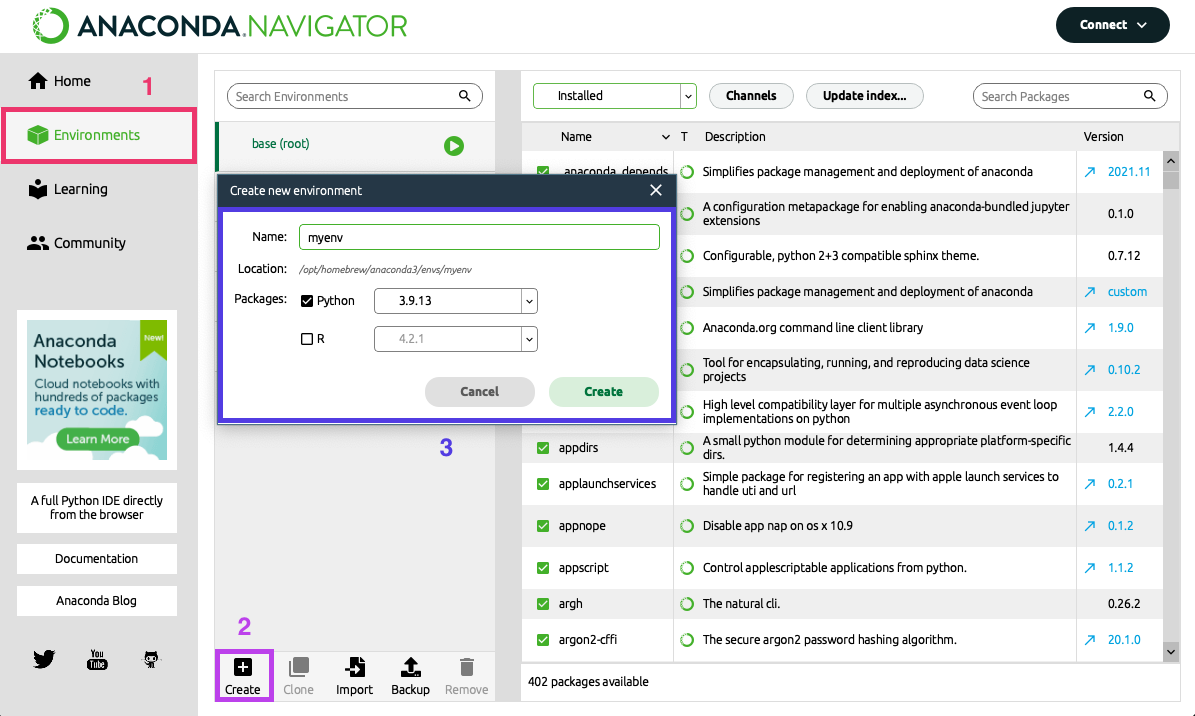 ANACONDA.NAVIGATOR
Connect
Home
1
Environments
Learning
Community
Anaconda
Notebooks
New!
Cloud notebooks with
hundreds of packages
ready to code.
Learn More
A full Python IDE directly
from the browser
Documentation
Anaconda Blog
You
Tube
Search Environments
base (root)
Create new environment
Name:
myenv
Location:
/opt/homebrew/anaconda3/envs/myenv
Packages:
Python
3.9.13
R
4.2.1
Cancel
Create
3
2
Create
Clone
Import
Backup
Remove
Installed
Channels
Update index...
Search Packages
Name
T
Description
Version
_anaconda_depends
Simplifies package management and deployment of anaconda
2021.11
A configuration metapackage for enabling anaconda-bundled jupyter
extensions
0.1.0
Configurable, python 2+3 compatible sphinx theme.
0.7.12
Simplifies package management and deployment of anaconda
custom
Anaconda.org command line client library
1.9.0
Tool for encapsulating, running, and reproducing data science
projects
0.10.2
High level compatibility layer for multiple asynchronous event loop
implementations on python
2.2.0
appdirs
A small python module for determining appropriate platform-specific
dirs.
1.4.4
applaunchservices
Simple package for registering an app with apple launch services to
handle uti and url
0.2.1
appnope
Disable app nap on os x 10.9
0.1.2
appscript
Control applescriptable applications from python.
1.1.2
argh
The natural cli.
0.26.2
argon2-cffi
The secure argon2 password hashing algorithm.
20.1.0
402 packages available